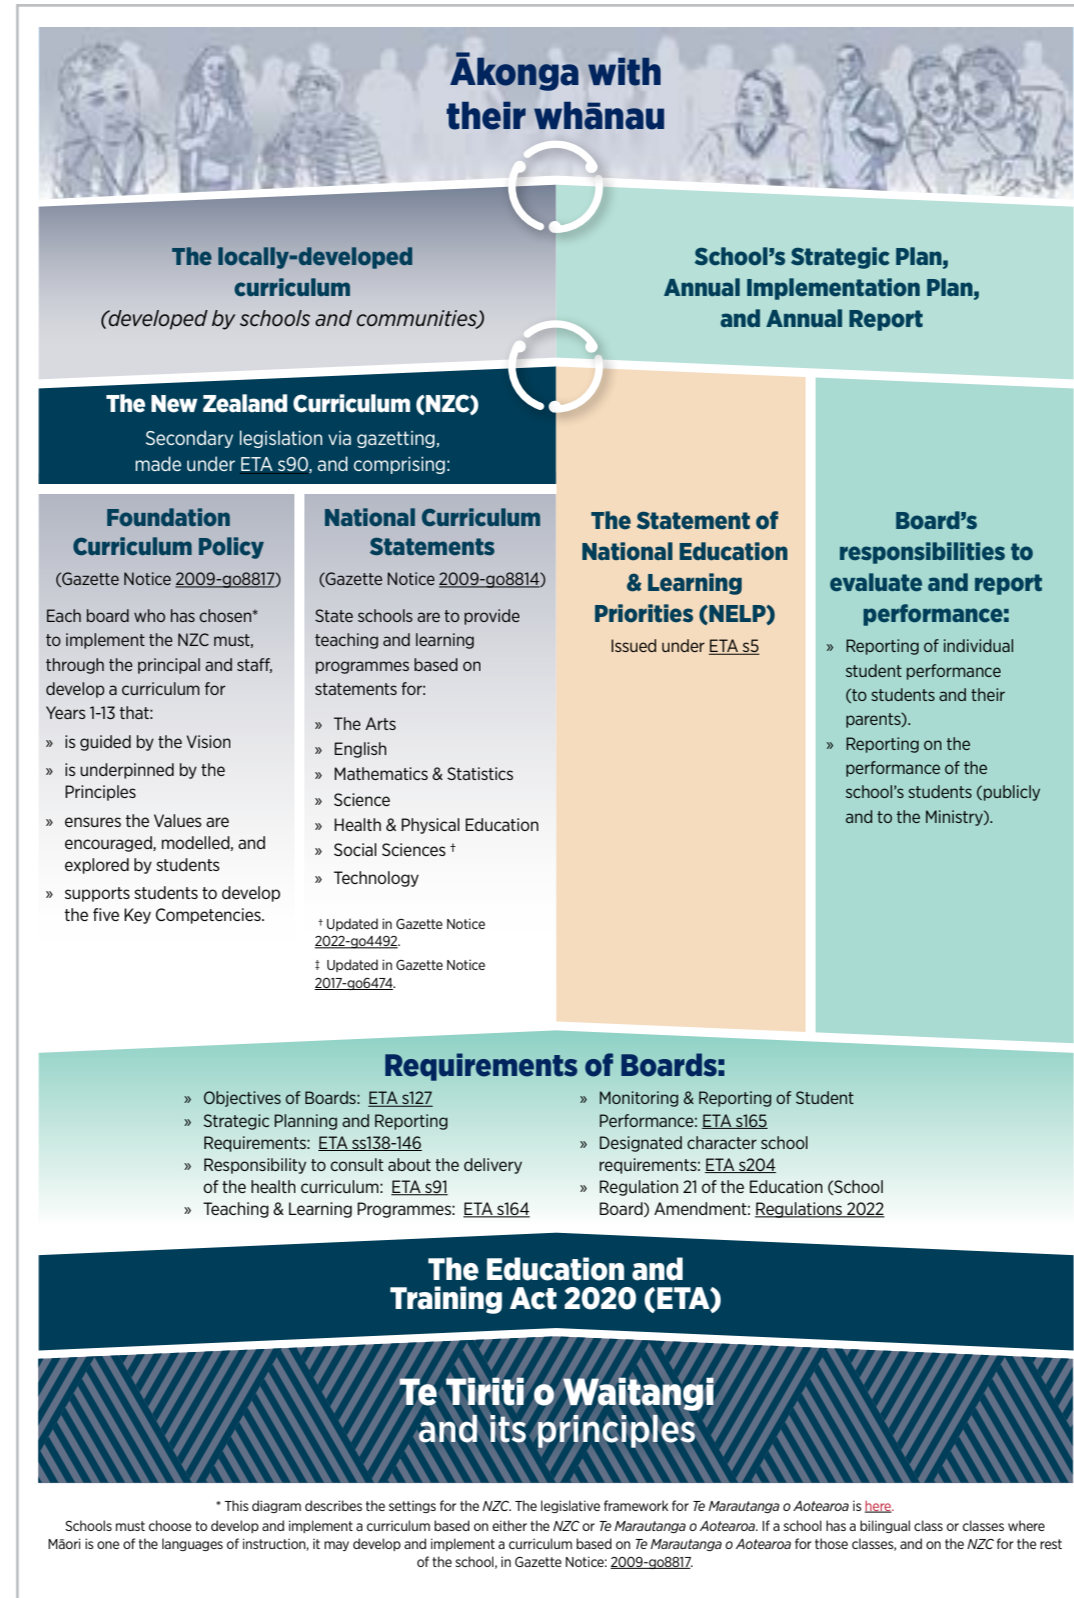 Ākonga with
their whānau
The locally-developed
curriculum
(developed by schools and communities)
School's Strategic Plan,
Annual Implementation Plan,
and Annual Report
The New Zealand Curriculum (NZC)
Secondary legislation via gazetting,
made under ETA s90, and comprising:
Foundation
Curriculum Policy
(Gazette Notice 2009-go8817)
Each board who has chosen*
to implement the NZC must,
through the principal and staff,
develop a curriculum for
Years 1-13 that:
» is guided by the Vision
» is underpinned by the
Principles
» ensures the Values are
encouraged, modelled, and
explored by students
» supports students to develop
the five Key Competencies.
National Curriculum
Statements
(Gazette Notice 2009-go8814)
State schools are to provide
teaching and learning
programmes based on
statements for:
» The Arts
» English
» Mathematics & Statistics
» Science
» Health & Physical Education
» Social Sciences †
» Technology
† Updated in Gazette Notice
2022-go4492.
‡ Updated in Gazette Notice
2017-go6474.
The Statement of
National Education
& Learning
Priorities (NELP)
Issued under ETA s5
Board's
responsibilities to
evaluate and report
performance:
» Reporting of individual
student performance
(to students and their
parents).
» Reporting on the
performance of the
school's students (publicly
and to the Ministry).
Requirements of Boards:
» Objectives of Boards: ETA s127
» Strategic Planning and Reporting
Requirements: ETA ss138-146
» Responsibility to consult about the delivery
of the health curriculum: ETA s91
» Teaching & Learning Programmes: ETA s164
» Monitoring & Reporting of Student
Performance: ETA s165
» Designated character school
requirements: ETA s204
» Regulation 21 of the Education (School
Board) Amendment: Regulations 2022
The Education and
Training Act 2020 (ETA)
Te Tiriti o Waitangi
and its principles
* This diagram describes the settings for the NZC. The legislative framework for Te Marautanga o Aotearoa is here.
Schools must choose to develop and implement a curriculum based on either the NZC or Te Marautanga o Aotearoa. If a school has a bilingual class or classes where
Māori is one of the languages of instruction, it may develop and implement a curriculum based on Te Marautanga o Aotearoa for those classes, and on the NZC for the rest
of the school, in Gazette Notice: 2009-go8817.